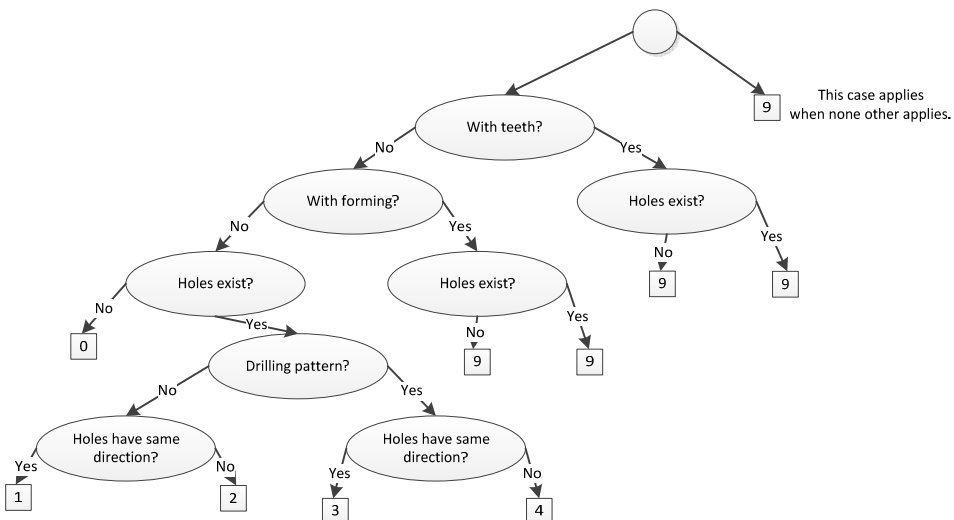 9
This case applies
when none other applies.
With teeth?
No
Yes
With forming?
Holes exist?
No
Yes
No
Yes
Holes exist?
Holes exist?
9
9
No
Yes
No
Yes
0
Drilling pattern?
9
9
No
Yes
Holes have same
direction?
Holes have same
direction?
Yes
No
Yes
No
1
2
3
4